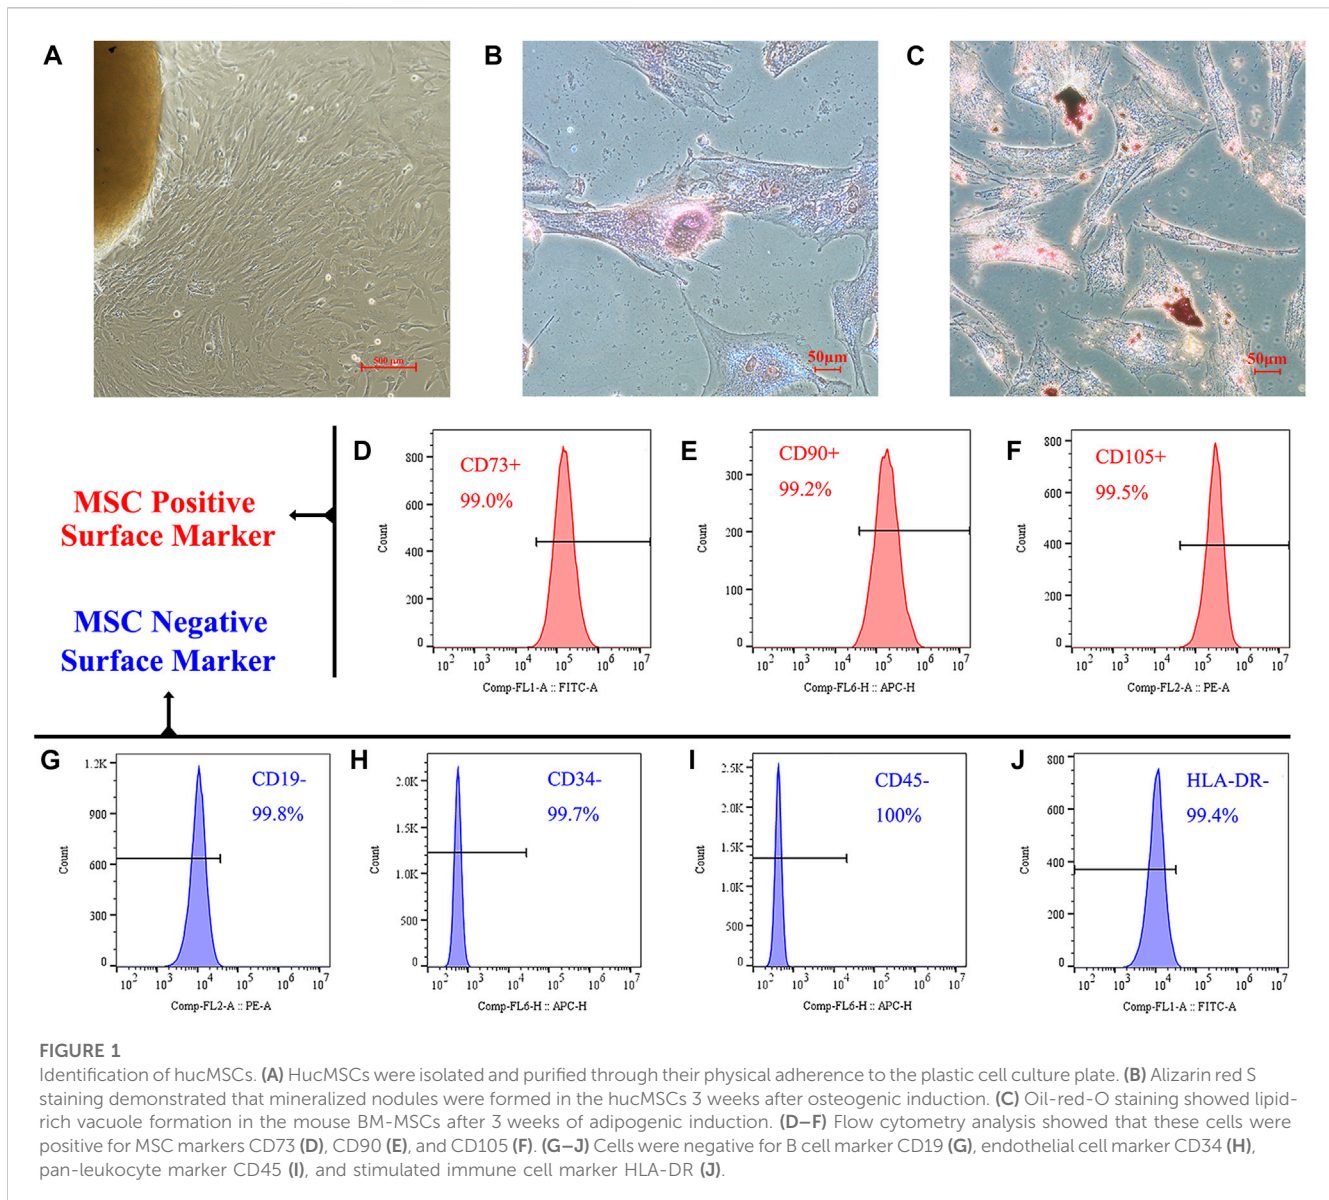 A
B
C
500 μm
50μm
50μm
MSC Positive
Surface Marker
MSC Negative
Surface Marker
D
CD73+
99.0%
Count
800
600
400
200
0
10² 10³ 10⁴ 10⁵ 10⁶ 10⁷
Comp-FL1-A :: FITC-A
E
CD90+
99.2%
Count
300
200
100
0
10² 10³ 10⁴ 10⁵ 10⁶ 10⁷
Comp-FL6-H :: APC-H
F
CD105+
99.5%
Count
800
600
400
200
0
10² 10³ 10⁴ 10⁵ 10⁶ 10⁷
Comp-FL2-A :: PE-A
G
CD19-
99.8%
Count
1.2K
900
600
300
0
10² 10³ 10⁴ 10⁵ 10⁶ 10⁷
Comp-FL2-A :: PE-A
H
CD34-
99.7%
Count
2.0K
1.5K
1.0K
500
0
10² 10³ 10⁴ 10⁵ 10⁶ 10⁷
Comp-FL6-H :: APC-H
I
CD45-
100%
Count
2.5K
2.0K
1.5K
1.0K
500
0
10² 10³ 10⁴ 10⁵ 10⁶ 10⁷
Comp-FL6-H :: APC-H
J
HLA-DR-
99.4%
Count
800
600
400
200
0
10² 10³ 10⁴ 10⁵ 10⁶ 10⁷
Comp-FL1-A :: FITC-A
FIGURE 1
Identification of hucMSCs. (A) HucMSCs were isolated and purified through their physical adherence to the plastic cell culture plate. (B) Alizarin red S
staining demonstrated that mineralized nodules were formed in the hucMSCs 3 weeks after osteogenic induction. (C) Oil-red-O staining showed lipid-
rich vacuole formation in the mouse BM-MSCs after 3 weeks of adipogenic induction. (D–F) Flow cytometry analysis showed that these cells were
positive for MSC markers CD73 (D), CD90 (E), and CD105 (F). (G–J) Cells were negative for B cell marker CD19 (G), endothelial cell marker CD34 (H),
pan-leukocyte marker CD45 (I), and stimulated immune cell marker HLA-DR (J).